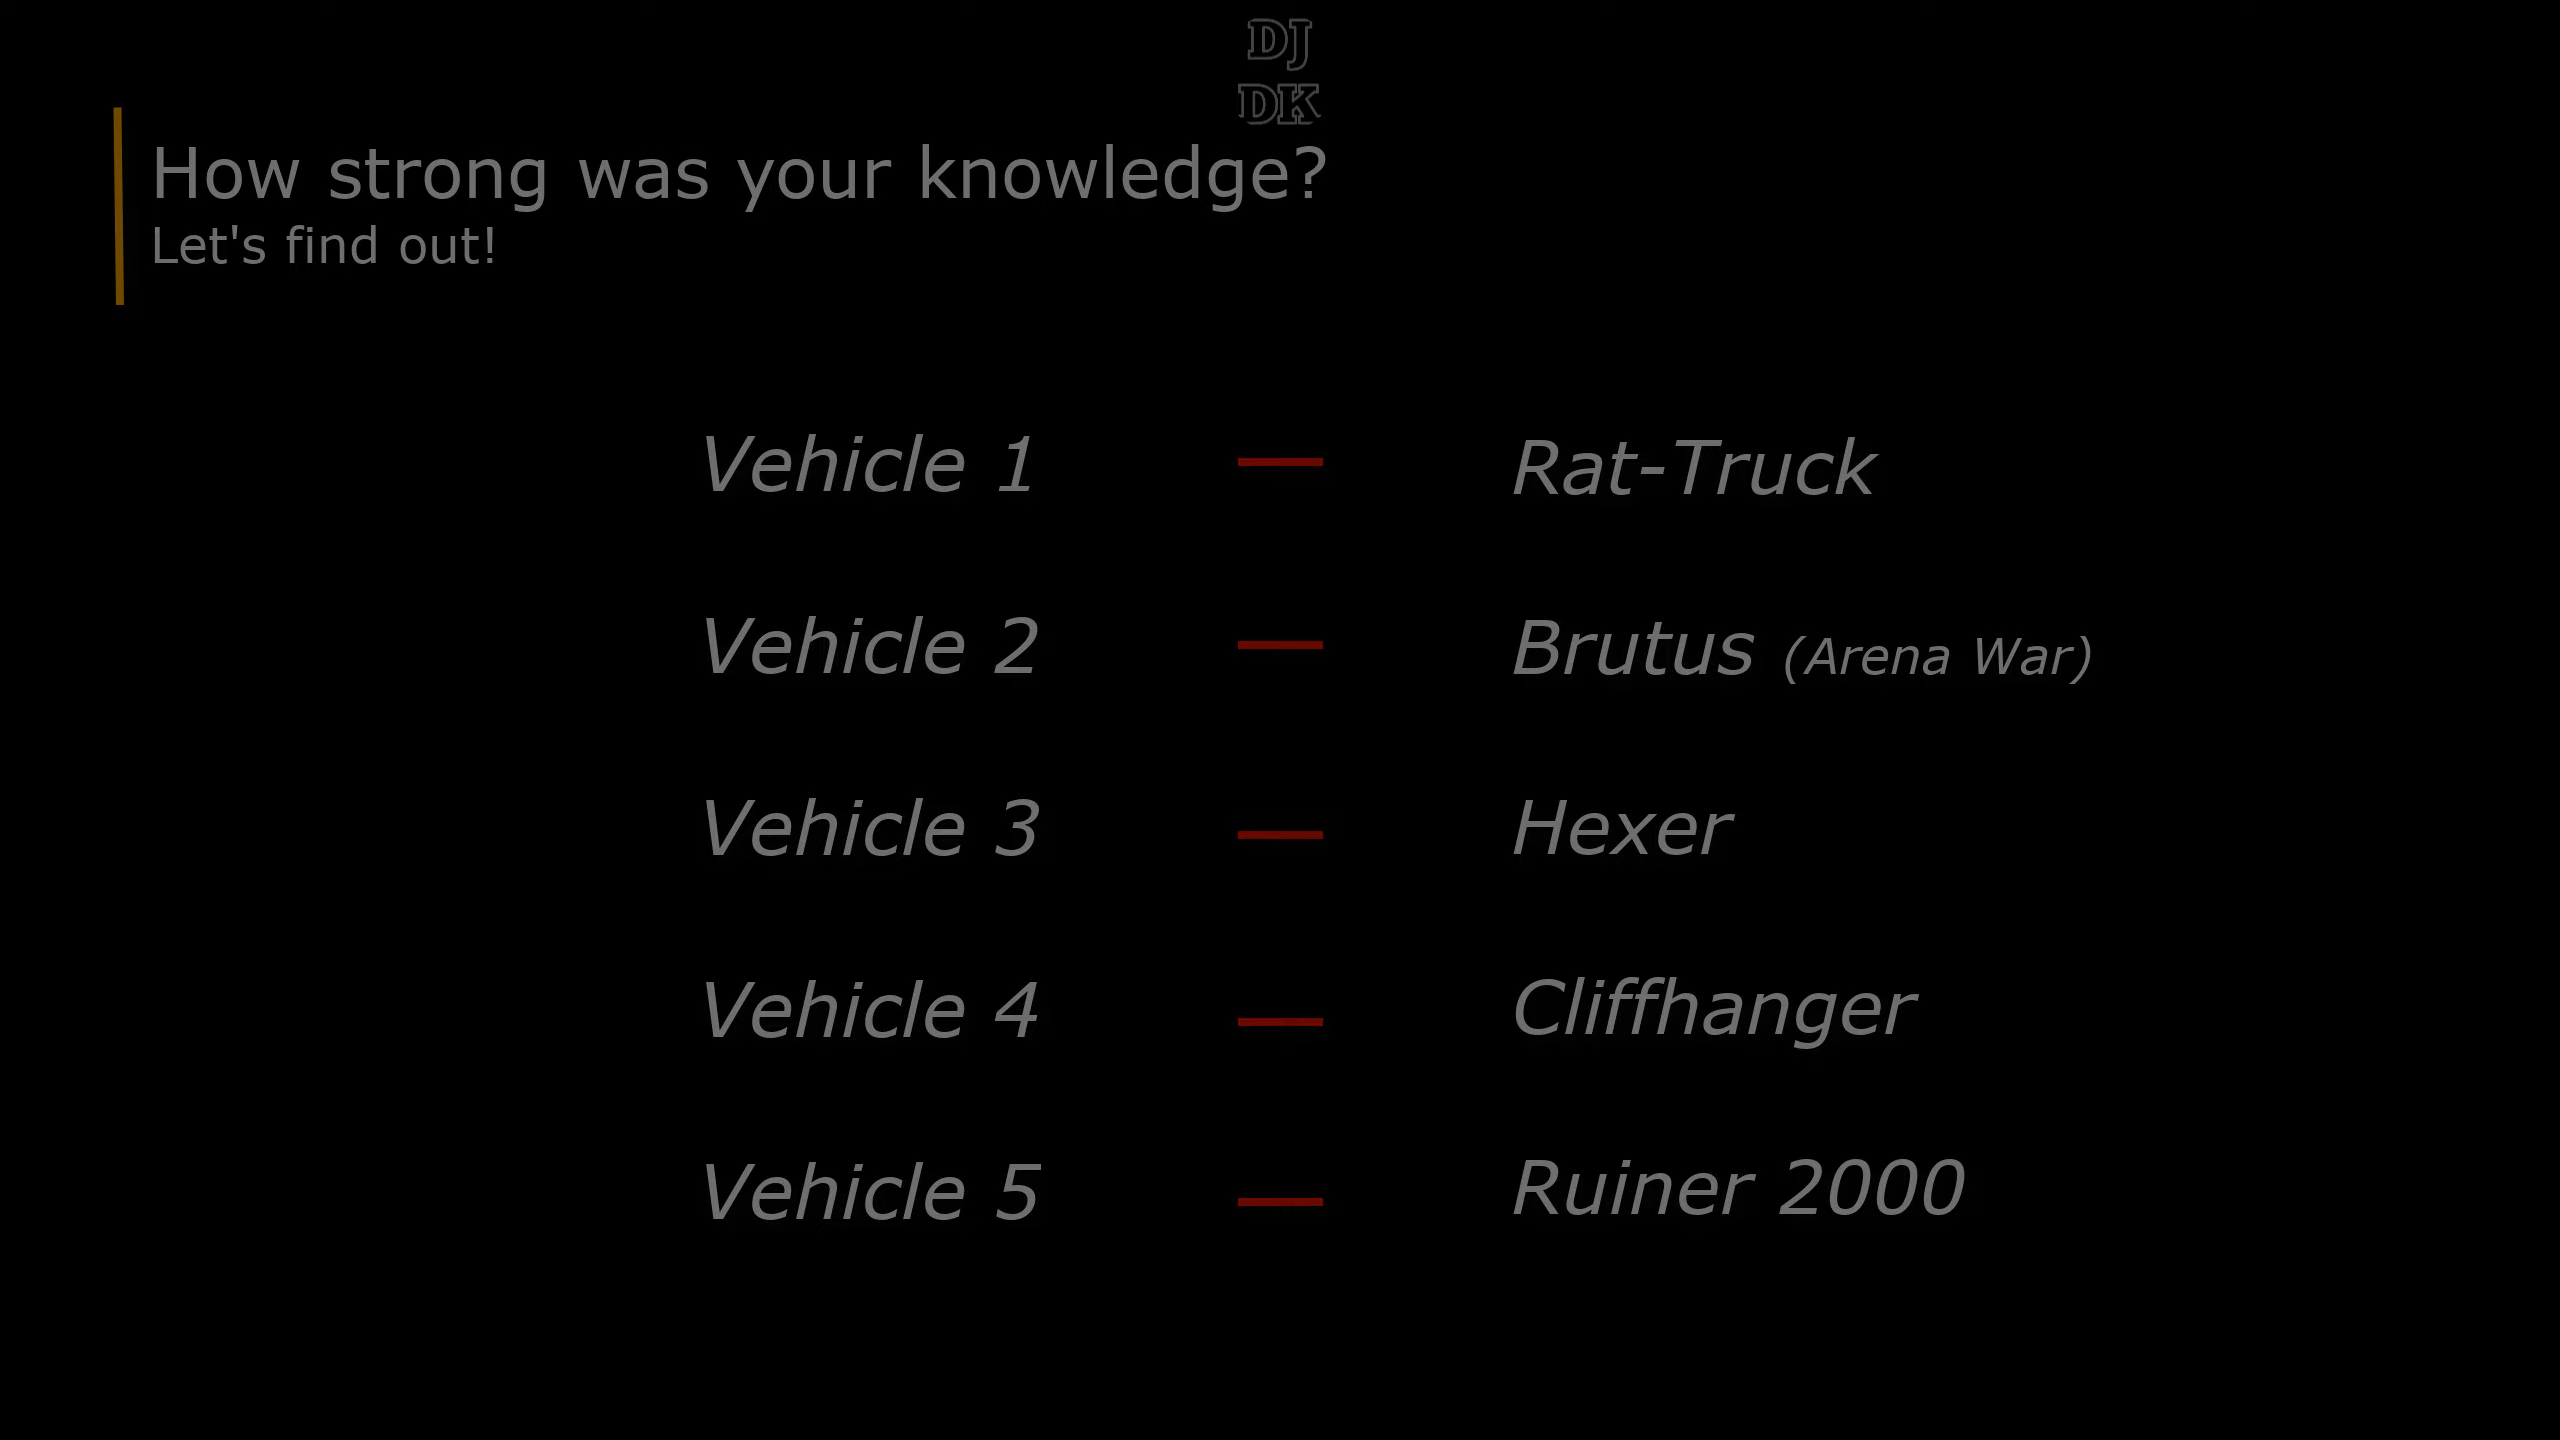 DJ
DK
How strong was your knowledge?
Let's find out!
Vehicle 1 — Rat-Truck
Vehicle 2 — Brutus (Arena War)
Vehicle 3 — Hexer
Vehicle 4 — Cliffhanger
Vehicle 5 — Ruiner 2000